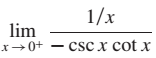 lim x→0+ 1/x / − csc x cot x